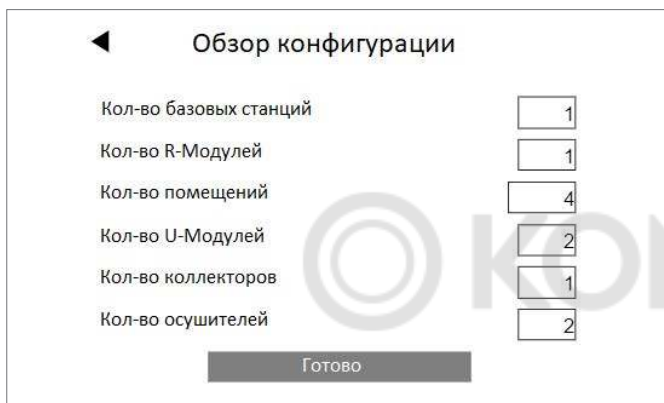 ◀ Обзор конфигурации
Кол-во базовых станций 1
Кол-во R-Модулей 1
Кол-во помещений 4
Кол-во U-Модулей 2
Кол-во коллекторов 1
Кол-во осушителей 2
Готово